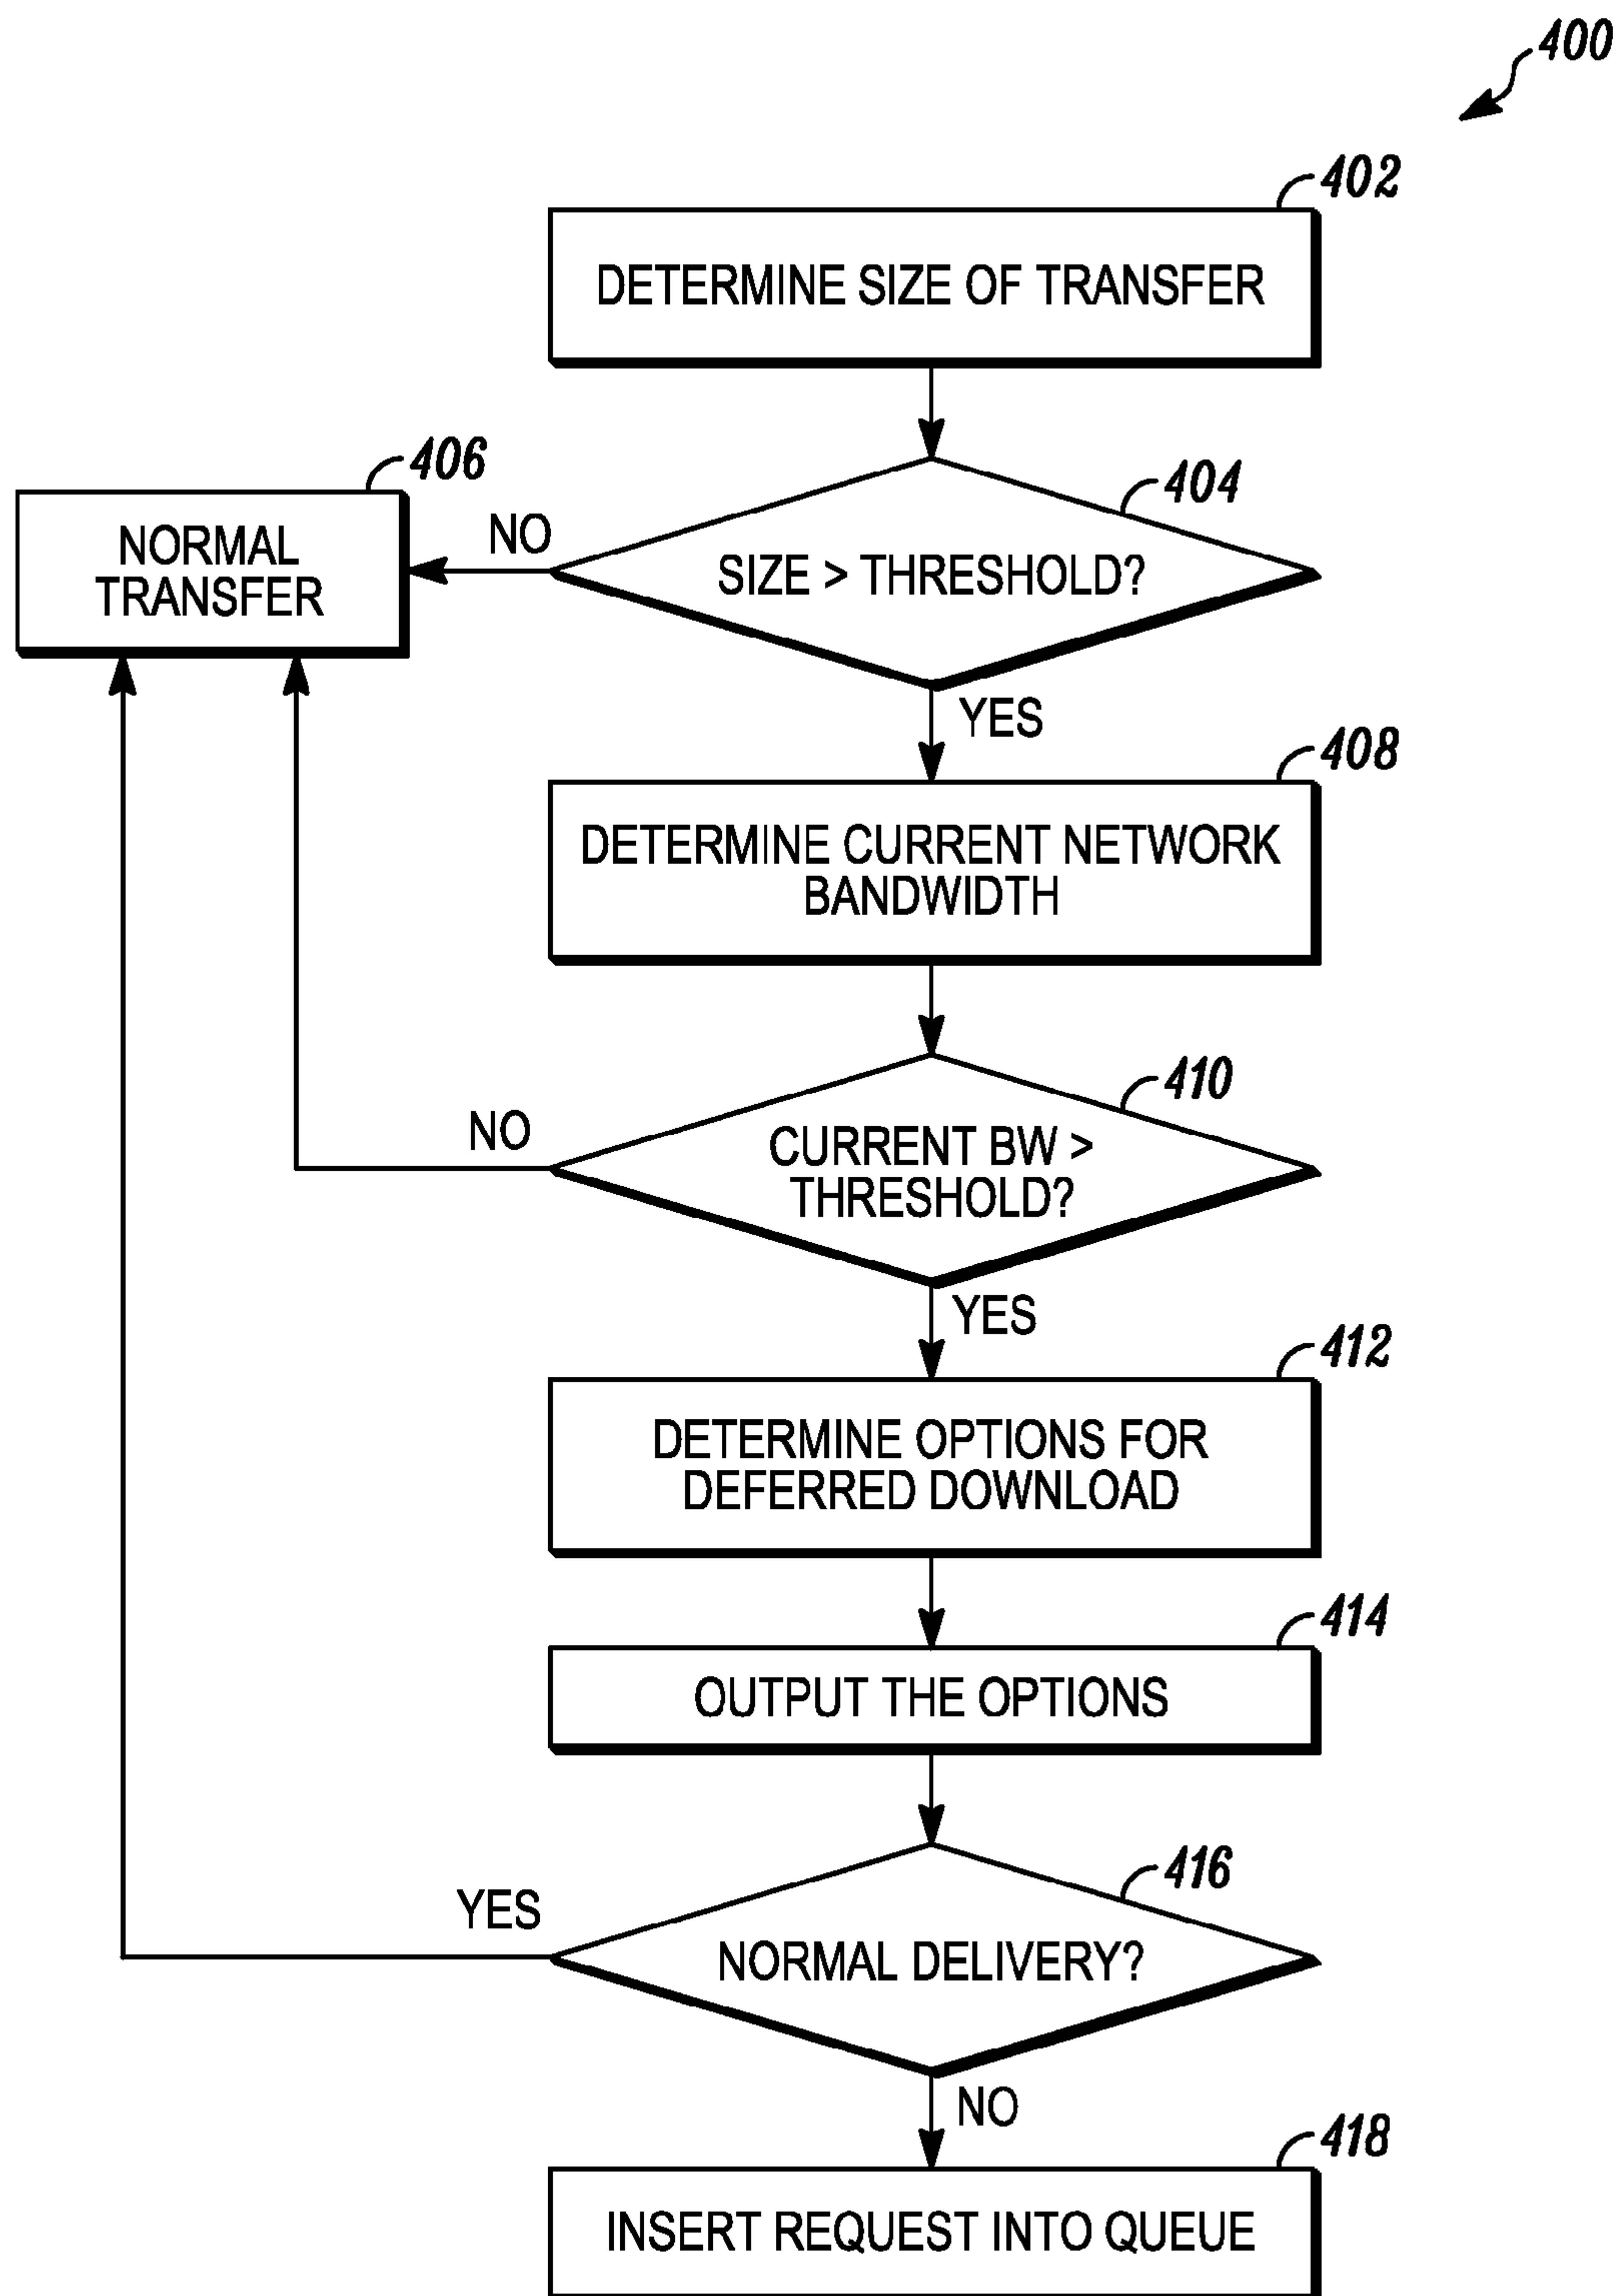 400
402
DETERMINE SIZE OF TRANSFER
406
NORMAL
TRANSFER
NO
404
SIZE > THRESHOLD?
YES
408
DETERMINE CURRENT NETWORK
BANDWIDTH
410
NO
CURRENT BW >
THRESHOLD?
YES
412
DETERMINE OPTIONS FOR
DEFERRED DOWNLOAD
414
OUTPUT THE OPTIONS
416
YES
NORMAL DELIVERY?
NO
418
INSERT REQUEST INTO QUEUE